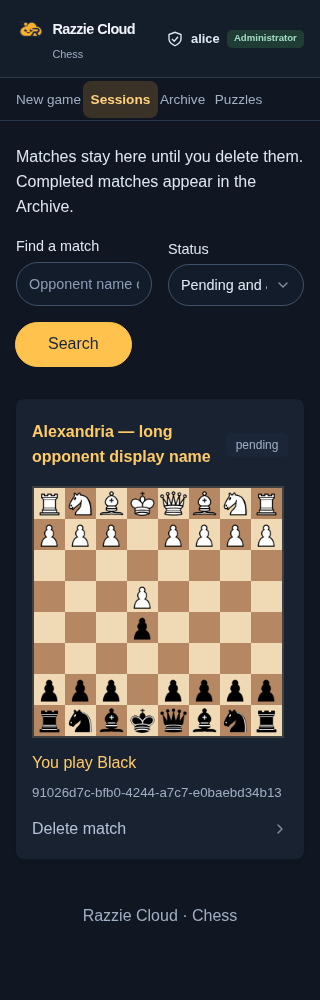 Razzie Cloud
Chess
alice
Administrator
New game Sessions Archive Puzzles
Matches stay here until you delete them.
Completed matches appear in the
Archive.
Find a match
Status
Opponent name
Pending and
Search
Alexandria — long
opponent display name
pending
You play Black
91026d7c-bfb0-4244-a7c7-e0baebd34b13
Delete match
Razzie Cloud · Chess